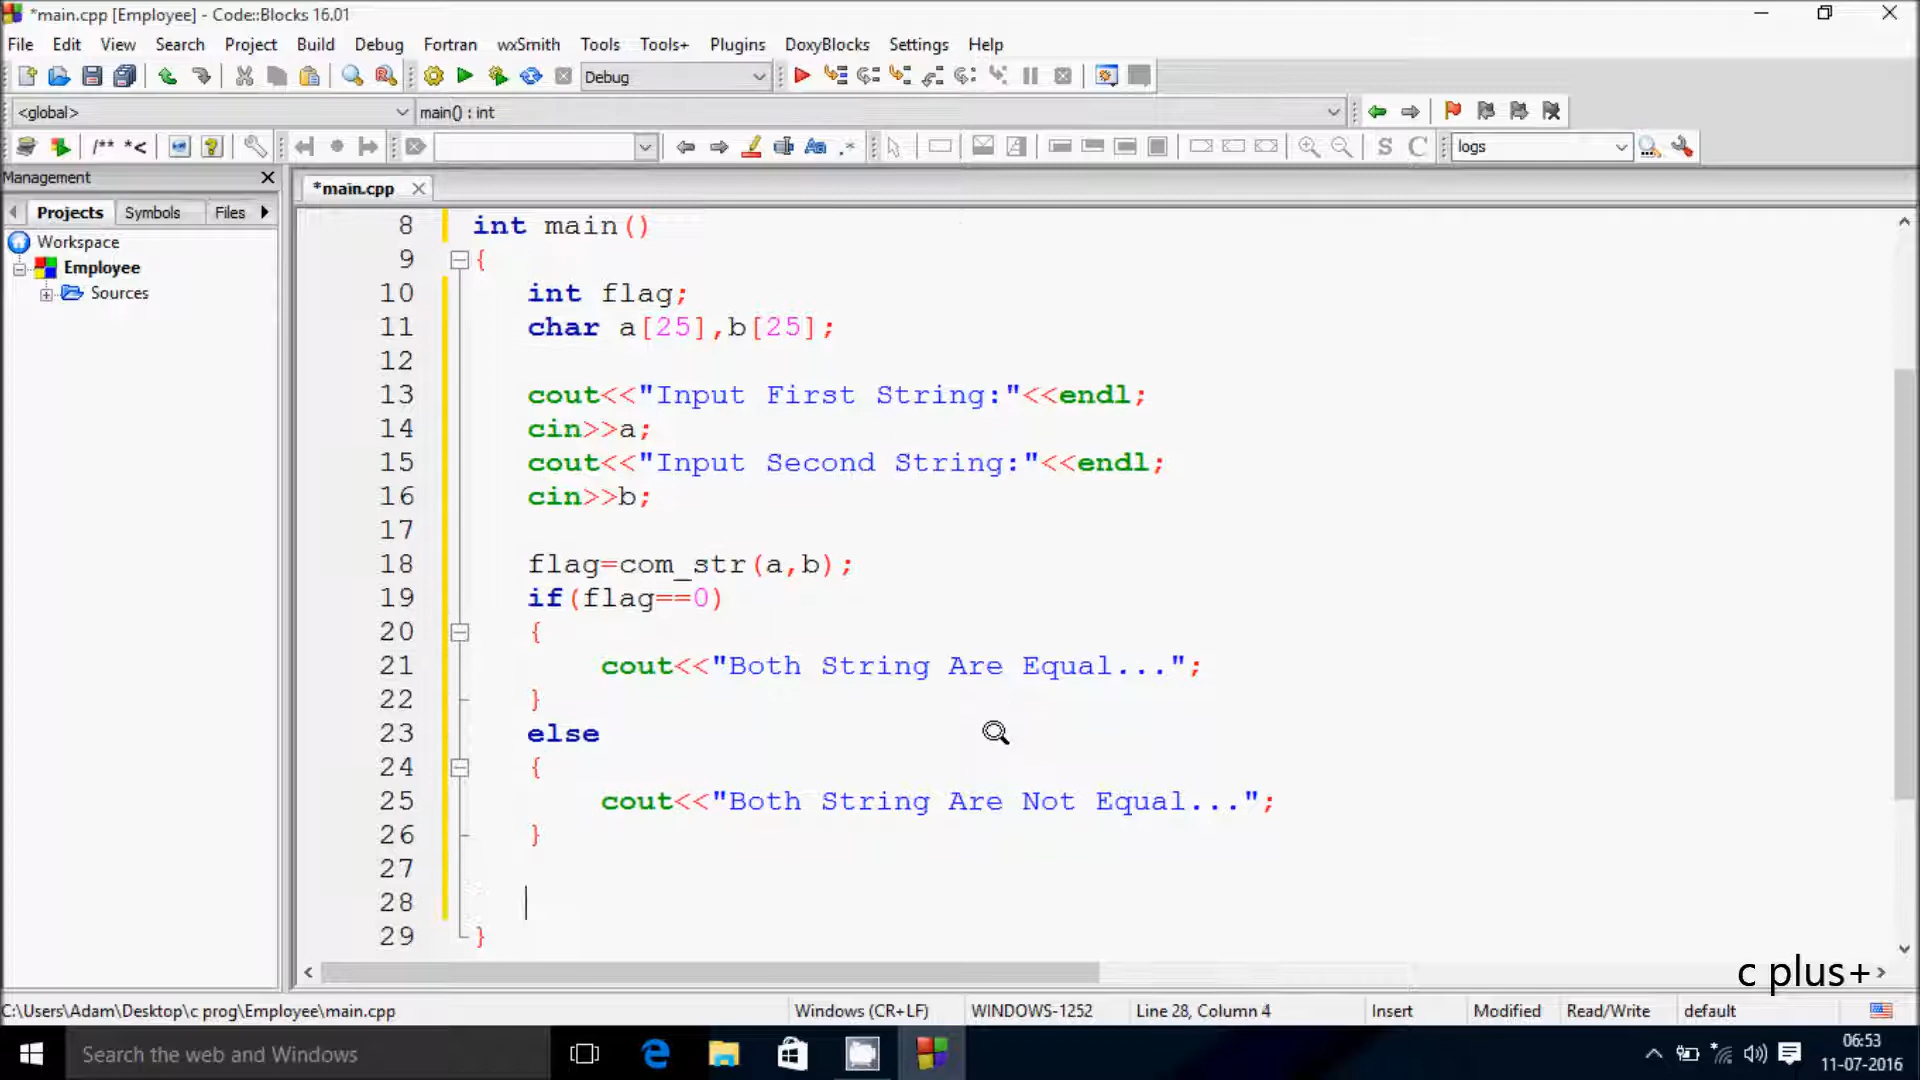 *main.cpp [Employee] - Code::Blocks 16.01
File Edit View Search Project Build Debug Fortran wxSmith Tools Tools+ Plugins DoxyBlocks Settings Help
Debug
<global> main() : int
/** *< Aa .* S C logs
Management
*main.cpp
Projects Symbols Files
Workspace
Employee
Sources
8 int main()
9 {
10 int flag;
11 char a[25],b[25];
12
13 cout<<"Input First String:"<<endl;
14 cin>>a;
15 cout<<"Input Second String:"<<endl;
16 cin>>b;
17
18 flag=com_str(a,b);
19 if(flag==0)
20 {
21 cout<<"Both String Are Equal...";
22 }
23 else
24 {
25 cout<<"Both String Are Not Equal...";
26 }
27
28
29 }
c plus+
C:\Users\Adam\Desktop\c prog\Employee\main.cpp Windows (CR+LF) WINDOWS-1252 Line 28, Column 4 Insert Modified Read/Write default
Search the web and Windows
06:53
11-07-2016